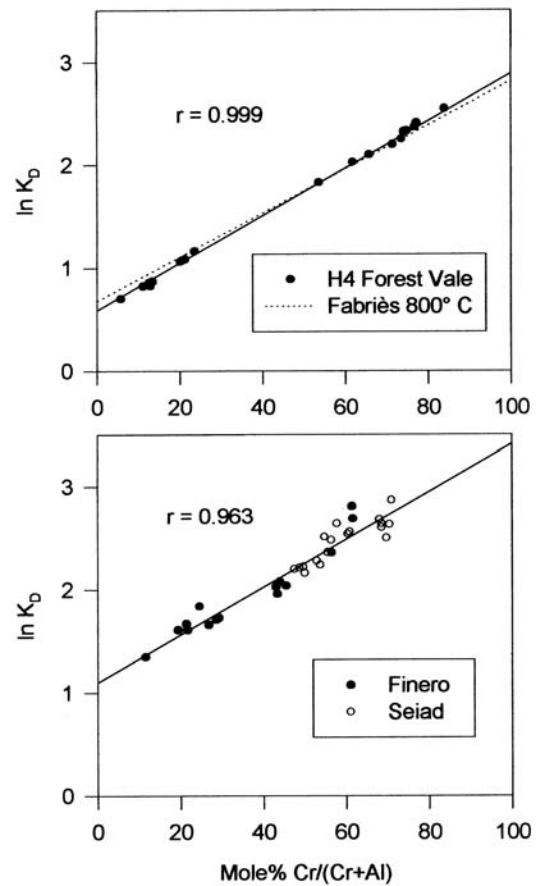 3
r = 0.999
ln K_D
2
1
H4 Forest Vale
Fabriès 800° C
0
0 20 40 60 80 100
3
r = 0.963
ln K_D
2
1
Finero
Seiad
0
0 20 40 60 80 100
Mole% Cr/(Cr+Al)